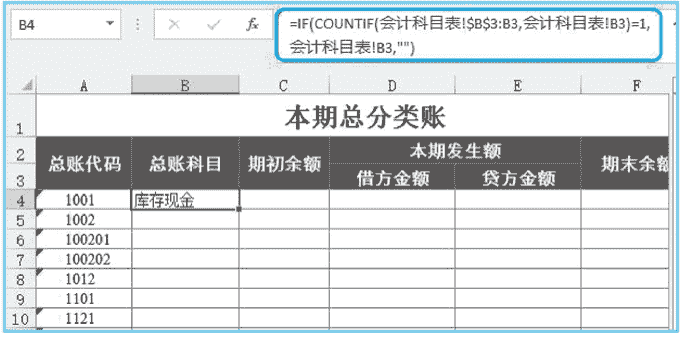 B4
fx
=IF(COUNTIF(会计科目表!$B$3:B3,会计科目表!B3)=1,
会计科目表!B3,"")
A B C D E F
1 本期总分类账
2 总账代码 总账科目 期初余额 本期发生额 期末余额
3 借方金额 贷方金额
4 1001 库存现金
5 1002
6 100201
7 100202
8 1012
9 1101
10 1121